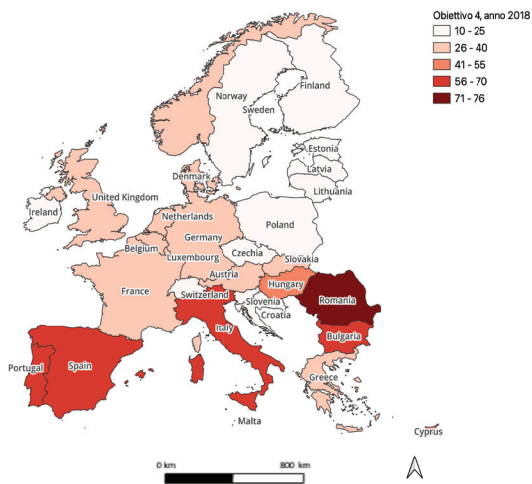 Obiettivo 4, anno 2018
10 - 25
26 - 40
41 - 55
56 - 70
71 - 76
Finland
Norway
Sweden
Estonia
Latvia
Lithuania
Denmark
United Kingdom
Ireland
Netherlands
Poland
Germany
Belgium
Czechia
Luxembourg
Slovakia
Austria
Hungary
France
Switzerland
Slovenia
Romania
Croatia
Italy
Bulgaria
Portugal
Spain
Greece
Malta
Cyprus
0 km
800 km